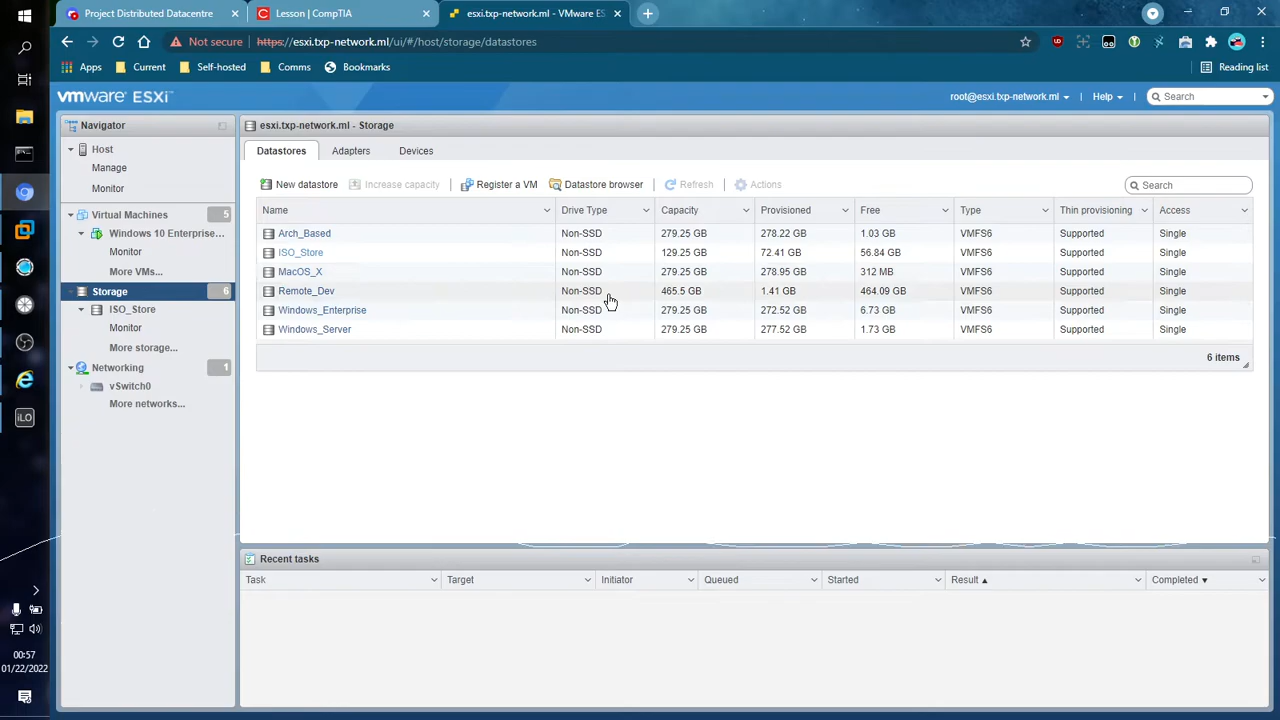 Project Distributed Datacentre
Lesson | CompTIA
esxi.txp-network.ml - VMware ES
Not secure
https://esxi.txp-network.ml/ui/#/host/storage/datastores
Apps
Current
Self-hosted
Comms
Bookmarks
Reading list
vmware ESXi
root@esxi.txp-network.ml
Help
Search
Navigator
Host
Manage
Monitor
Virtual Machines 5
Windows 10 Enterprise...
Monitor
More VMs...
Storage 6
ISO_Store
Monitor
More storage...
Networking 1
vSwitch0
More networks...
esxi.txp-network.ml - Storage
Datastores Adapters Devices
New datastore Increase capacity Register a VM Datastore browser Refresh Actions Search
Name Drive Type Capacity Provisioned Free Type Thin provisioning Access
Arch_Based Non-SSD 279.25 GB 278.22 GB 1.03 GB VMFS6 Supported Single
ISO_Store Non-SSD 129.25 GB 72.41 GB 56.84 GB VMFS6 Supported Single
MacOS_X Non-SSD 279.25 GB 278.95 GB 312 MB VMFS6 Supported Single
Remote_Dev Non-SSD 465.5 GB 1.41 GB 464.09 GB VMFS6 Supported Single
Windows_Enterprise Non-SSD 279.25 GB 272.52 GB 6.73 GB VMFS6 Supported Single
Windows_Server Non-SSD 279.25 GB 277.52 GB 1.73 GB VMFS6 Supported Single
6 items
Recent tasks
Task Target Initiator Queued Started Result Completed
iLO
00:57
01/22/2022